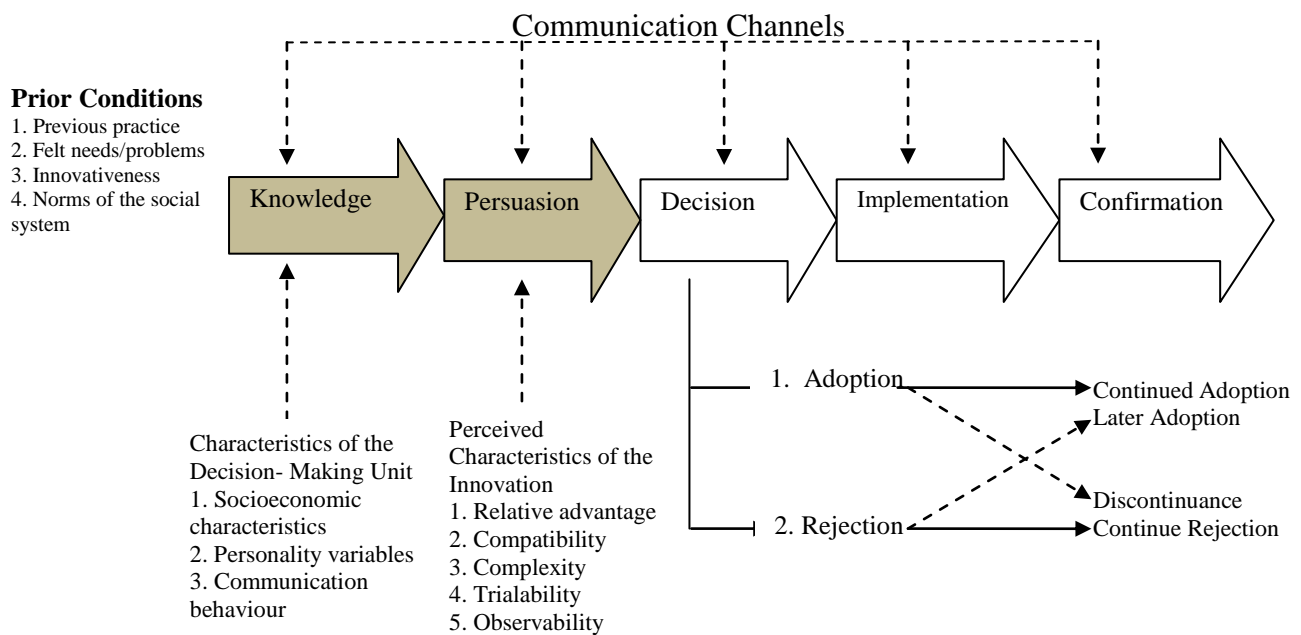 Communication Channels
Prior Conditions
1. Previous practice
2. Felt needs/problems
3. Innovativeness
4. Norms of the social
system
Knowledge
Persuasion
Decision
Implementation
Confirmation
1. Adoption
Continued Adoption
Later Adoption
Discontinuance
2. Rejection
Continue Rejection
Characteristics of the
Decision- Making Unit
1. Socioeconomic
characteristics
2. Personality variables
3. Communication
behaviour
Perceived
Characteristics of the
Innovation
1. Relative advantage
2. Compatibility
3. Complexity
4. Trialability
5. Observability